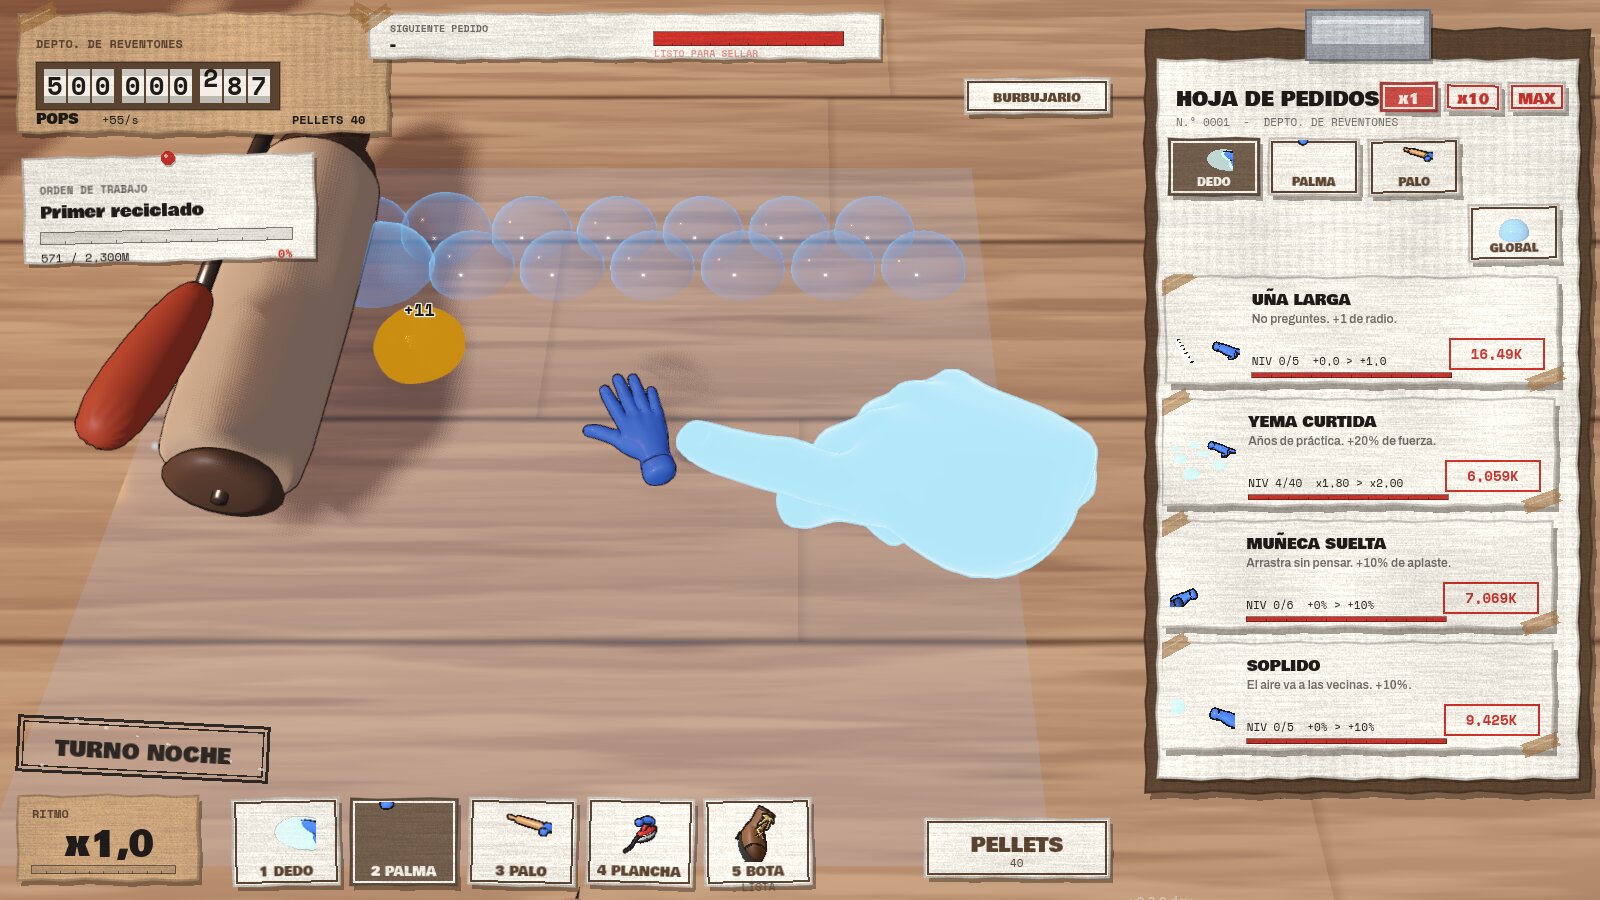 DEPTO. DE REVENTONES
500 000 287
POPS +55/s PELLETS 40
SIGUIENTE PEDIDO
-
LISTO PARA SELLAR
BURBUJARIO
ORDEN DE TRABAJO
Primer reciclado
571 / 2,300M 0%
+11
HOJA DE PEDIDOS x1 x10 MAX
N.° 0001 - DEPTO. DE REVENTONES
DEDO PALMA PALO
GLOBAL
UÑA LARGA
No preguntes. +1 de radio.
NIV 0/5 +0,0 > +1,0 16,49K
YEMA CURTIDA
Años de práctica. +20% de fuerza.
NIV 4/40 x1,80 > x2,00 6,059K
MUÑECA SUELTA
Arrastra sin pensar. +10% de aplaste.
NIV 0/6 +0% > +10% 7,069K
SOPLIDO
El aire va a las vecinas. +10%.
NIV 0/5 +0% > +10% 9,425K
TURNO NOCHE
RITMO
x1,0
1 DEDO 2 PALMA 3 PALO 4 PLANCHA 5 BOTA
LISTA
PELLETS
40